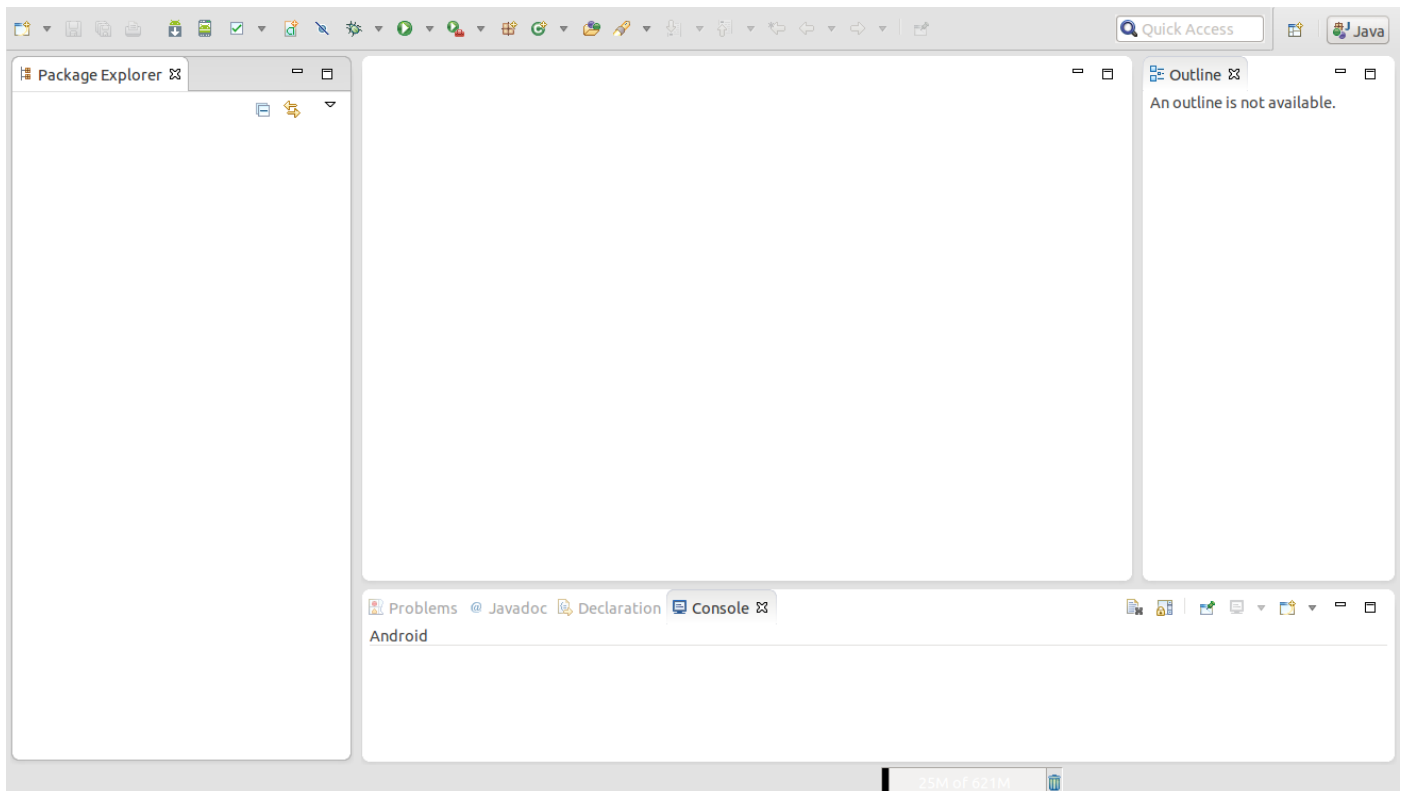 Quick Access
Java
Package Explorer
Outline
An outline is not available.
Problems @ Javadoc Declaration Console
Android
25M of 621M